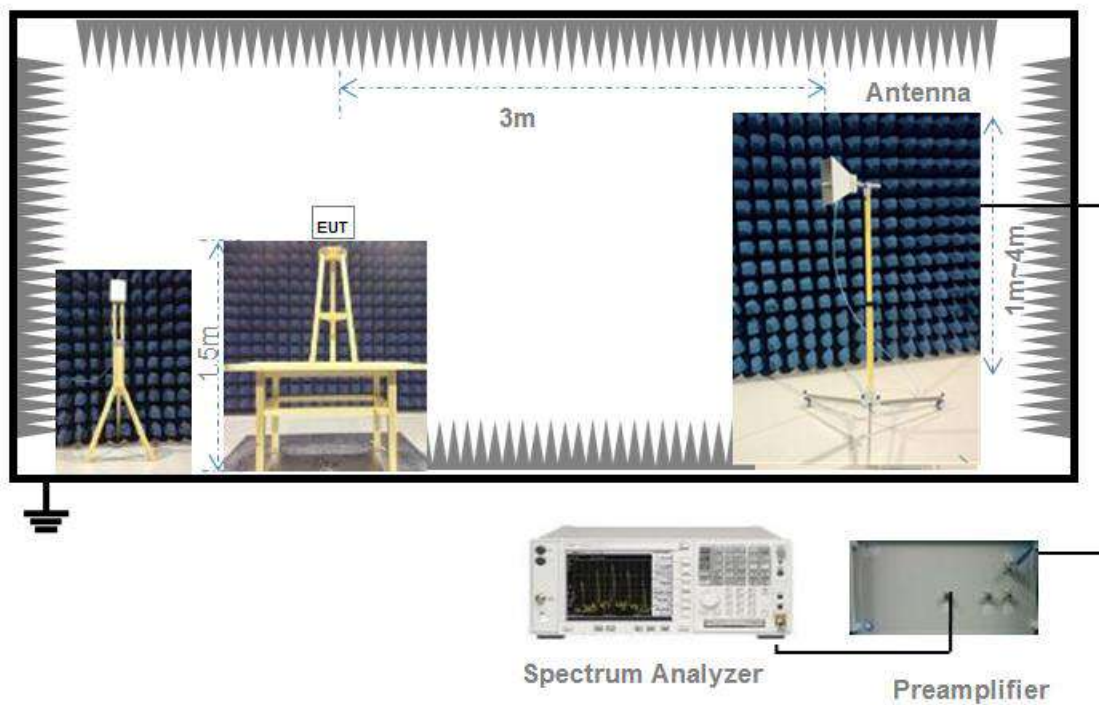 Antenna
3m
EUT
1.5m
1m~4m
Spectrum Analyzer
Preamplifier